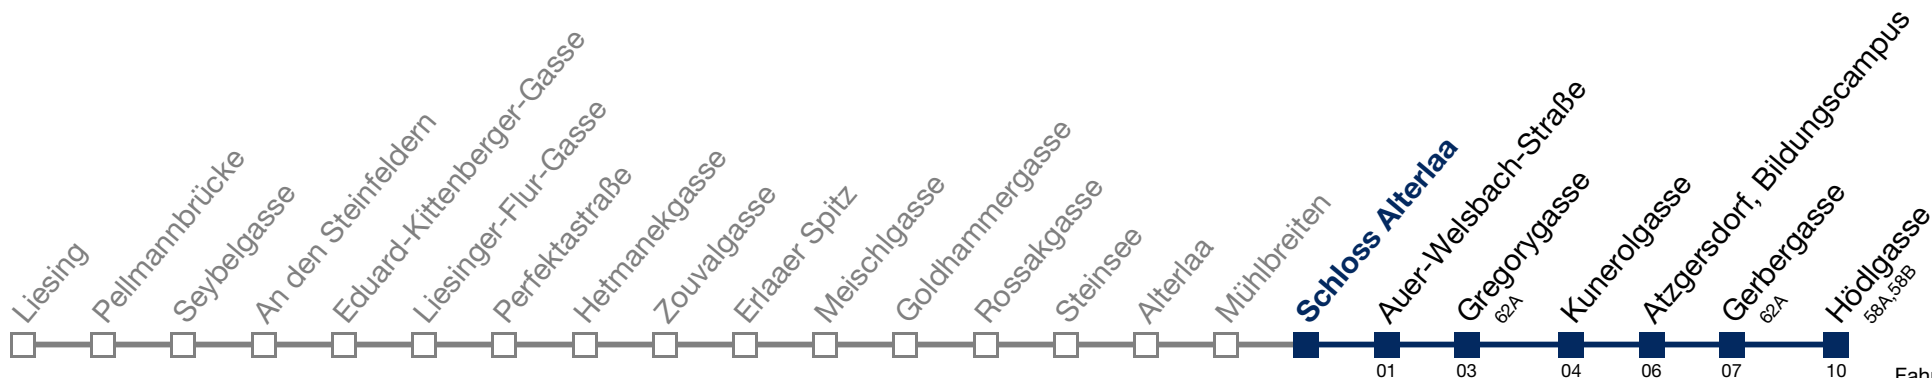 Liesing
Pellmannbrücke
Seybelgasse
An den Steinfeldern
Eduard-Kittenberger-Gasse
Liesinger-Flur-Gasse
Perfektastraße
Hetmanekgasse
Zouvalgasse
Erlaaer Spitz
Meischlgasse
Goldhammergasse
Rossakgasse
Steinsee
Alterlaa
Mühlbreiten
Schloss Alterlaa
Auer-Welsbach-Straße
Gregorygasse
62A
Kunerolgasse
Atzgersdorf, Bildungscampus
Gerbergasse
62A
Hödlgasse
58A,58B
01 03 04 06 07 10